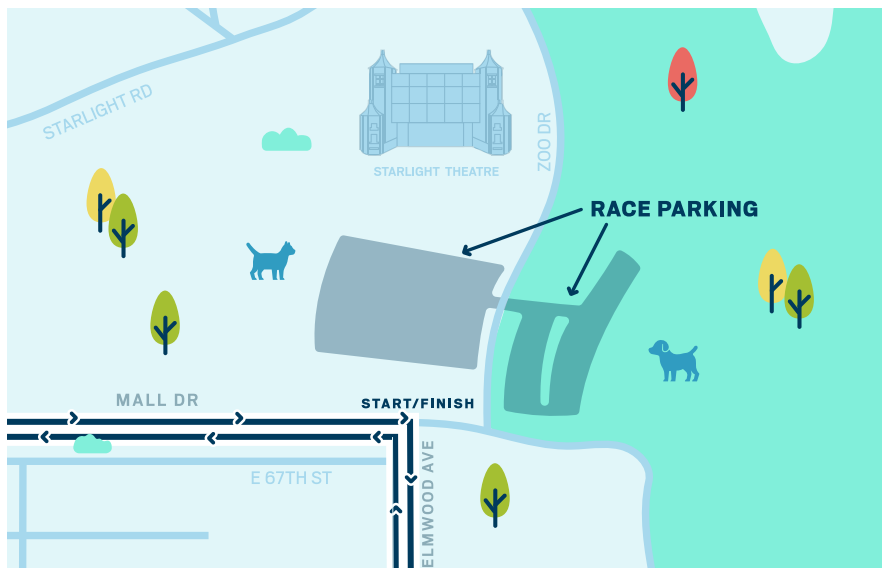 STARLIGHT RD
STARLIGHT THEATRE
ZOO DR
RACE PARKING
MALL DR
START/FINISH
E 67TH ST
ELMWOOD AVE